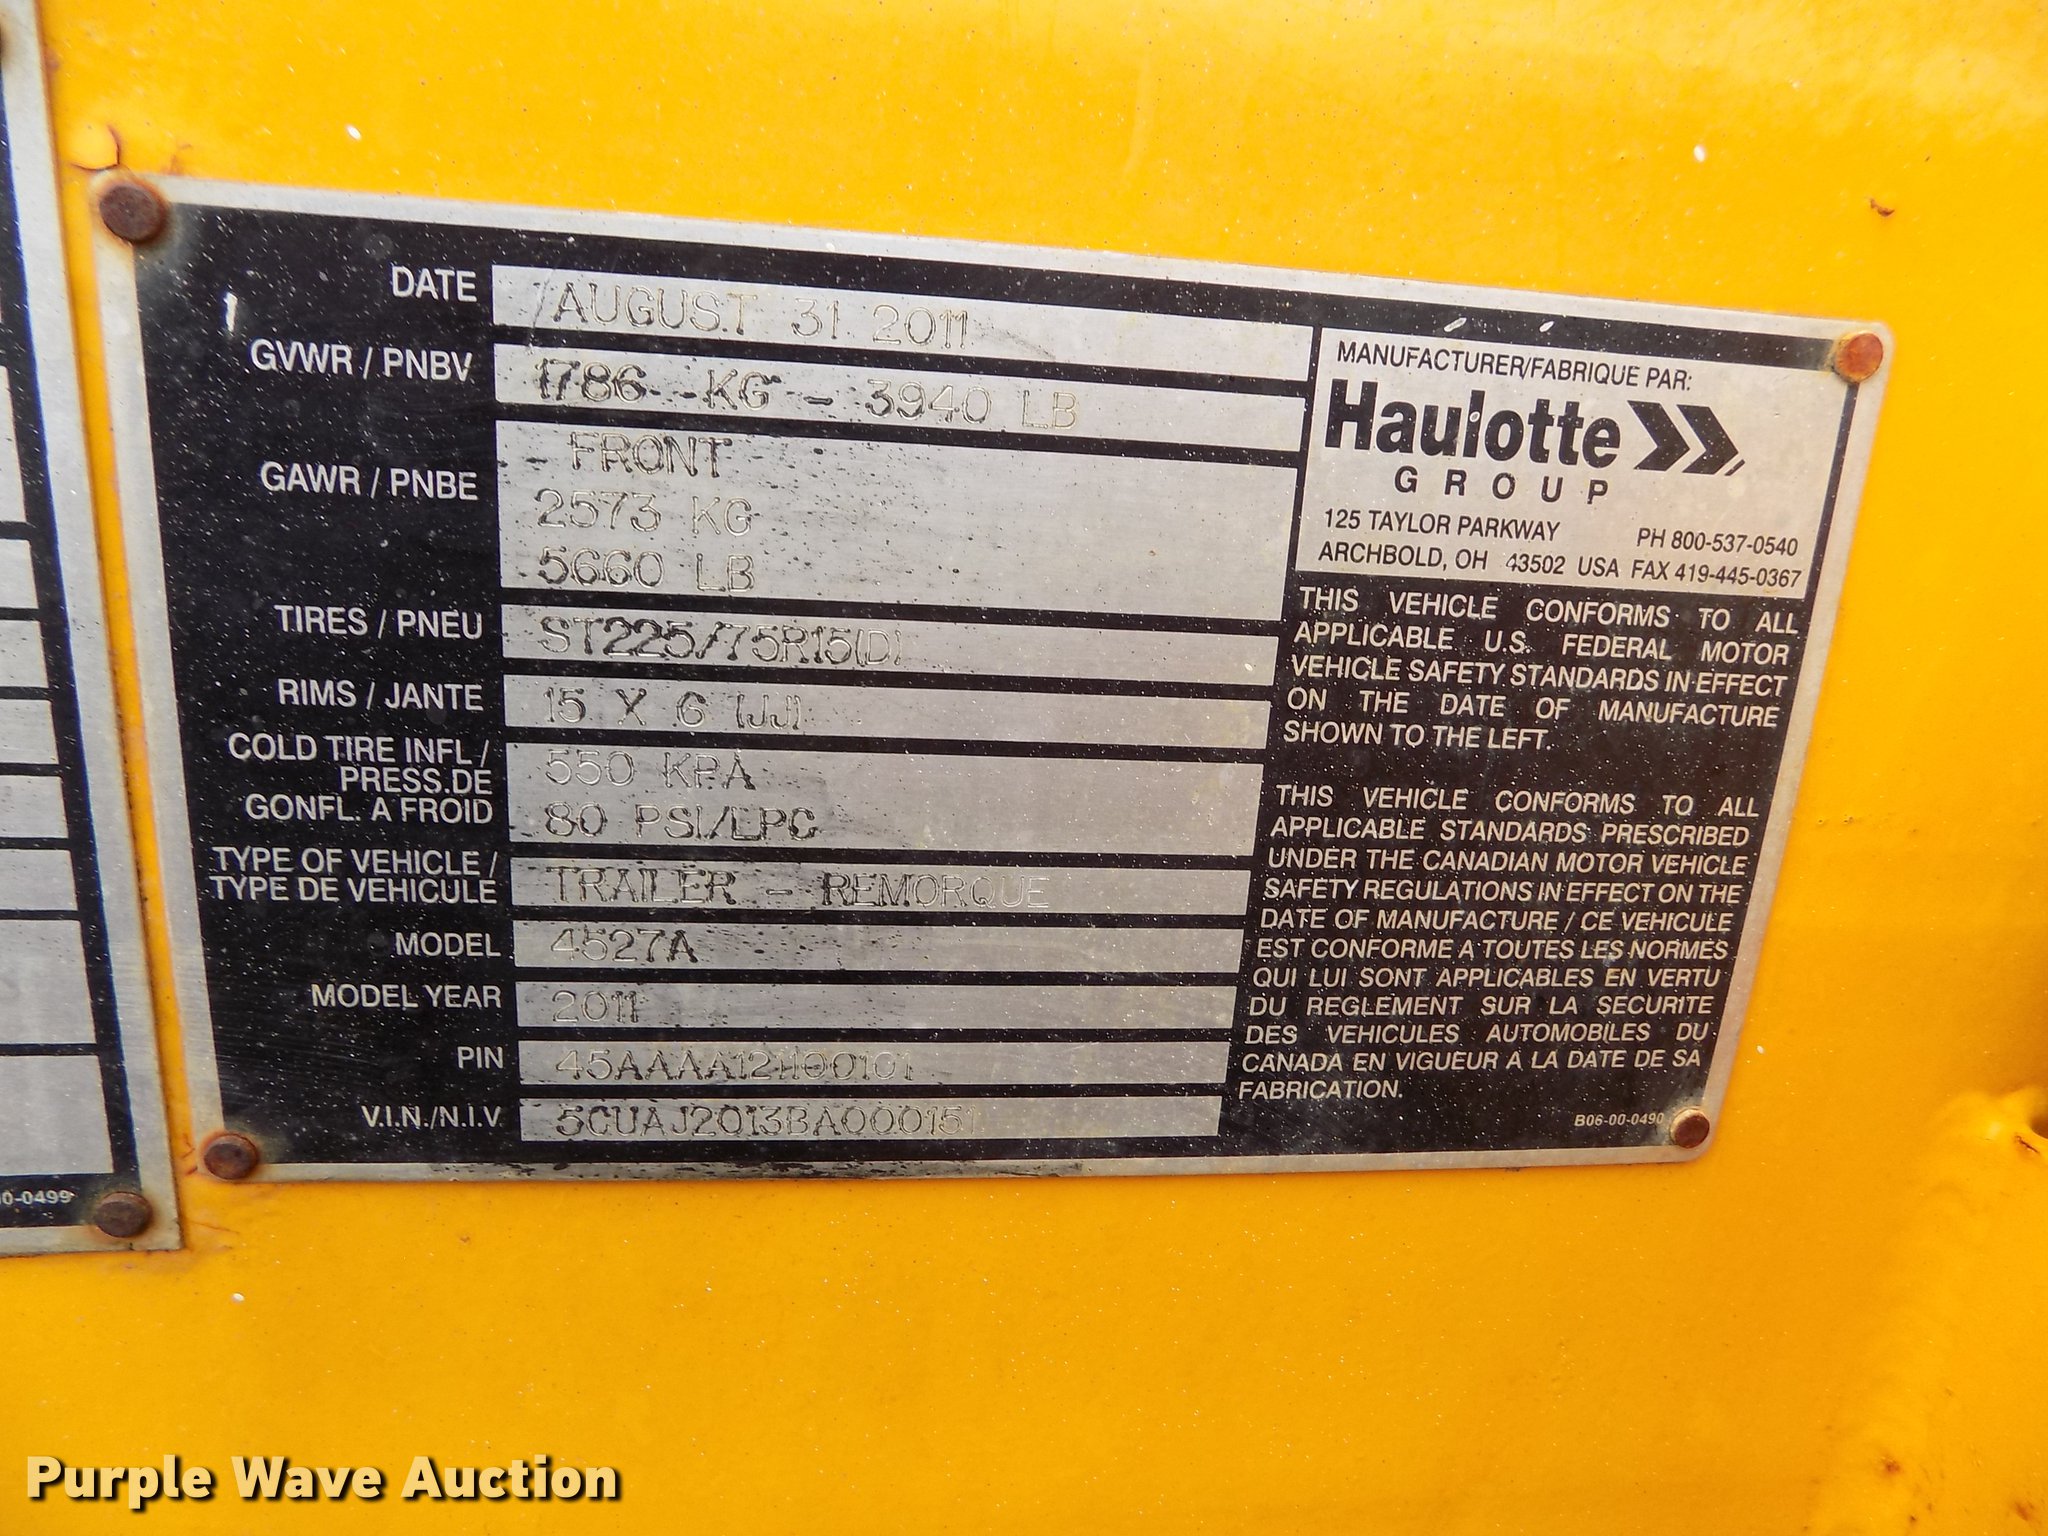 DATE AUGUST 31 2011
GVWR / PNBV 1786 KG - 3940 LB
GAWR / PNBE FRONT
2573 KG
5660 LB
TIRES / PNEU ST225/75R15(D)
RIMS / JANTE 15 X 6 (JJ)
COLD TIRE INFL /
PRESS.DE
GONFL. A FROID
550 KPA
80 PSI/LPC
TYPE OF VEHICLE /
TYPE DE VEHICULE
TRAILER - REMORQUE
MODEL 4527A
MODEL YEAR 2011
PIN
V.I.N./N.I.V 5CUAJ2013BA000151
MANUFACTURER/FABRIQUE PAR:
Haulotte
GROUP
125 TAYLOR PARKWAY PH 800-537-0540
ARCHBOLD, OH 43502 USA FAX 419-445-0367
THIS VEHICLE CONFORMS TO ALL
APPLICABLE U.S. FEDERAL MOTOR
VEHICLE SAFETY STANDARDS IN EFFECT
ON THE DATE OF MANUFACTURE
SHOWN TO THE LEFT.
THIS VEHICLE CONFORMS TO ALL
APPLICABLE STANDARDS PRESCRIBED
UNDER THE CANADIAN MOTOR VEHICLE
SAFETY REGULATIONS IN EFFECT ON THE
DATE OF MANUFACTURE / CE VEHICULE
EST CONFORME A TOUTES LES NORMES
QUI LUI SONT APPLICABLES EN VERTU
DU REGLEMENT SUR LA SECURITE
DES VEHICULES AUTOMOBILES DU
CANADA EN VIGUEUR A LA DATE DE SA
FABRICATION.
B06-00-0490
00-0499
Purple Wave Auction